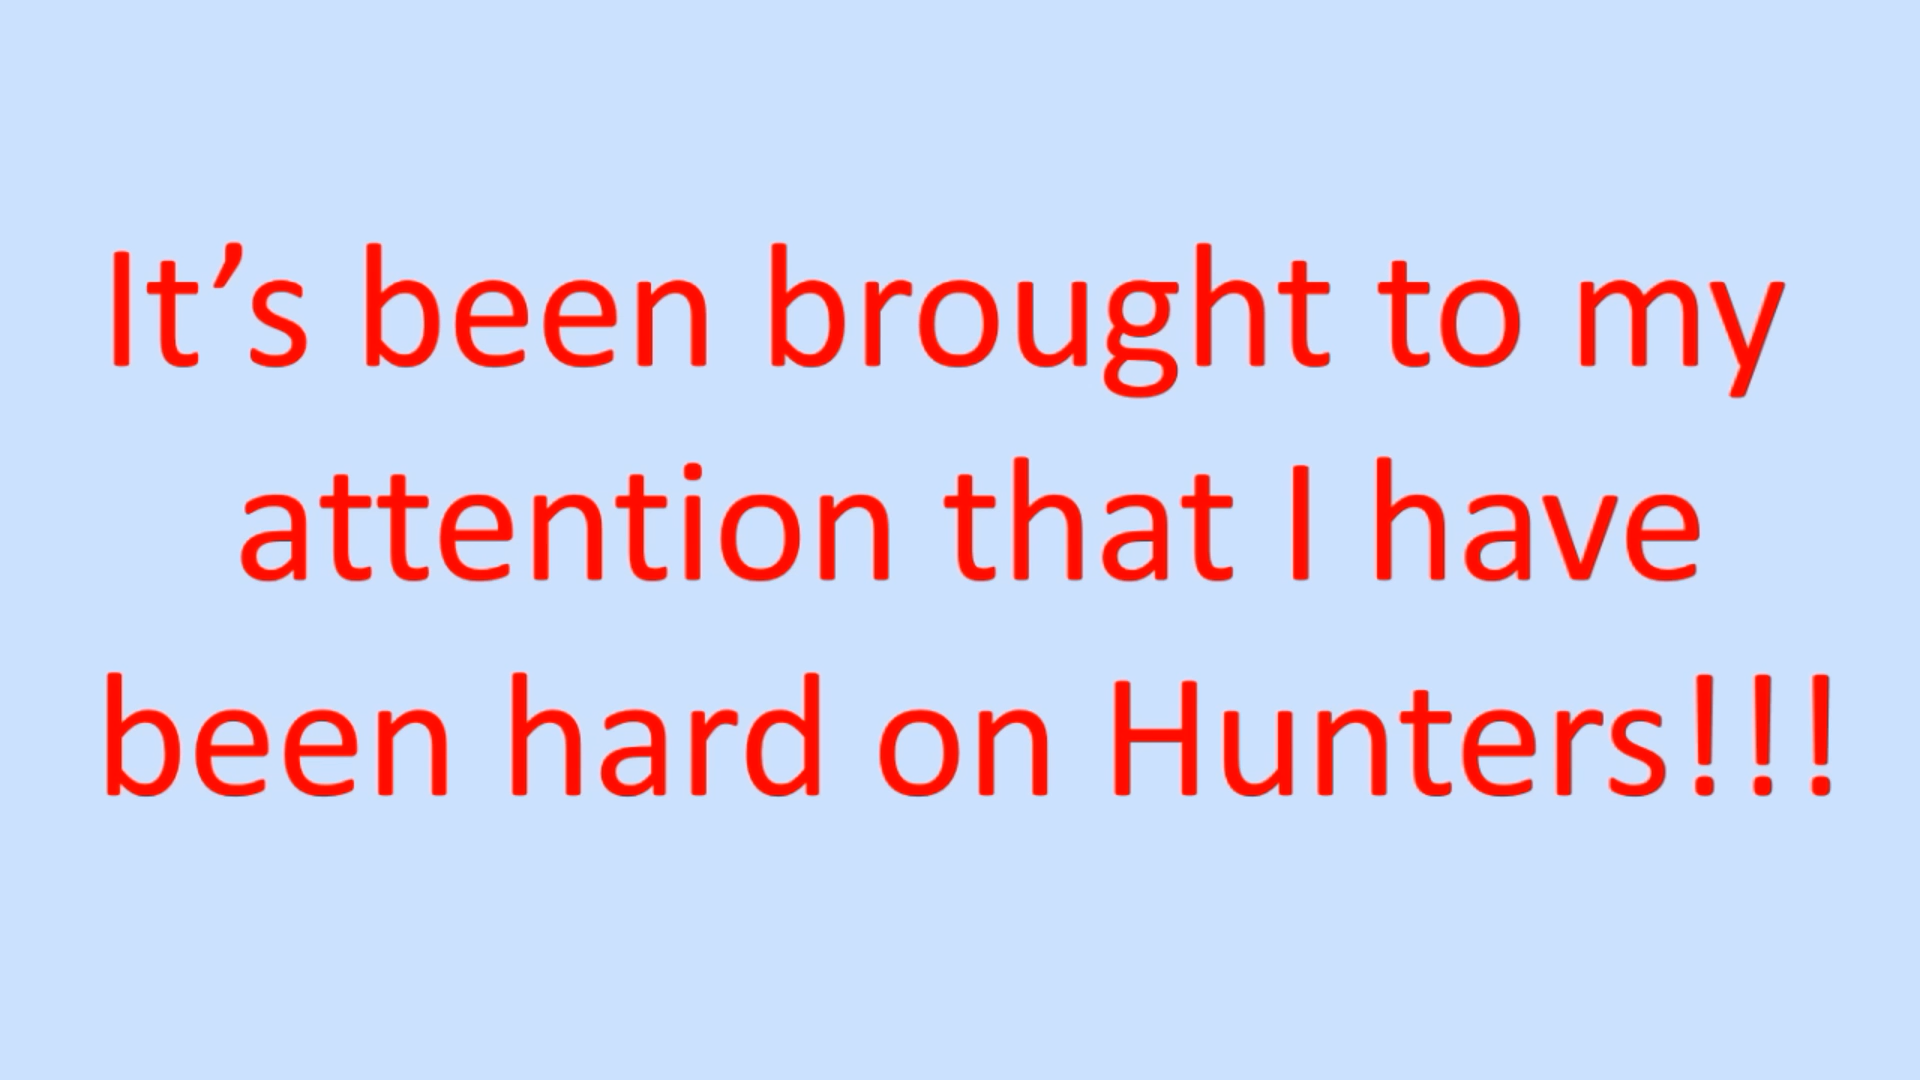 It’s been brought to my
attention that I have
been hard on Hunters!!!